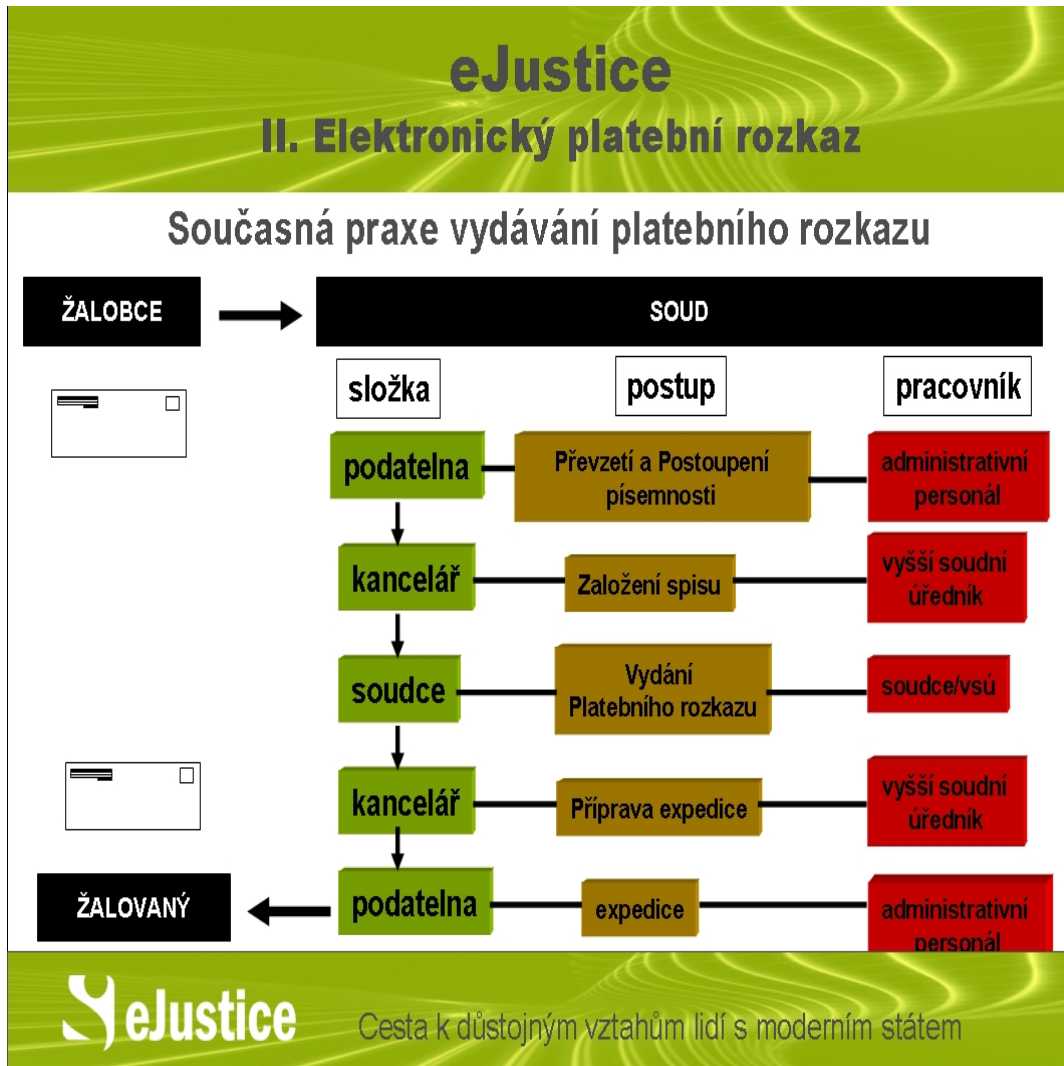 eJustice
II. Elektronický platební rozkaz
Současná praxe vydávání platebního rozkazu
ŽALOBCE
SOUD
složka
postup
pracovník
podatelna
Převzetí a Postoupení
písemnosti
administrativní
personál
kancelář
Založení spisu
vyšší soudní
úředník
soudce
Vydání
Platebního rozkazu
soudce/vsú
kancelář
Příprava expedice
vyšší soudní
úředník
ŽALOVANÝ
podatelna
expedice
administrativní
personál
eJustice
Cesta k důstojným vztahům lidí s moderním státem